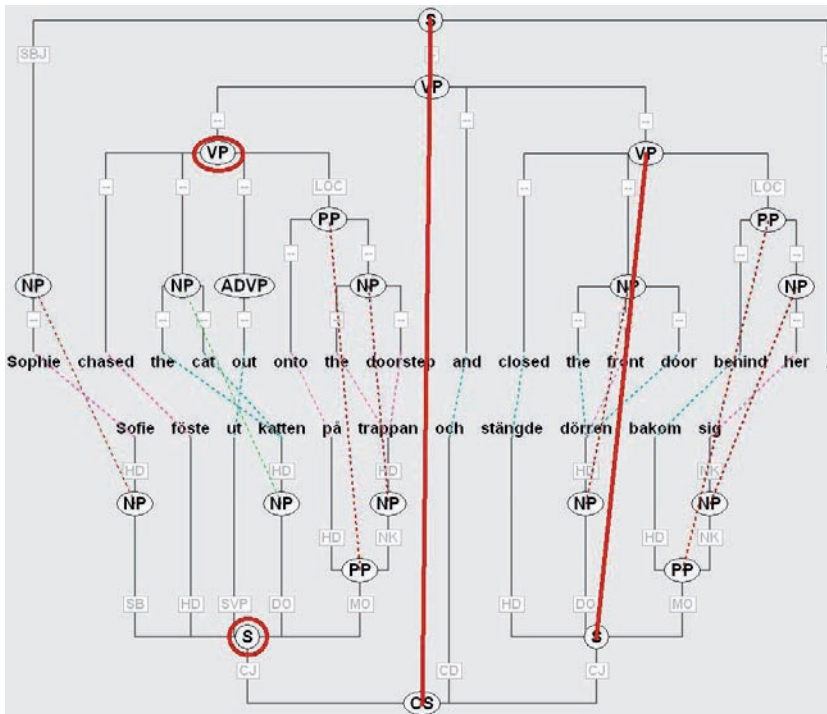 S
SBJ
VP
-- --
--
VP VP
-- -- -- LOC -- -- LOC
PP PP
-- -- -- --
NP NP ADVP NP NP NP
-- -- -- -- -- -- -- -- -- --
Sophie chased the cat out onto the doorstep and closed the front door behind her
Sofie föste ut katten på trappan och stängde dörren bakom sig
HD HD HD HD NK
NP NP NP NP NP
HD NK HD NK
PP PP
SB HD SVP DO MO HD DO MO
S S
CJ CD CJ
CS